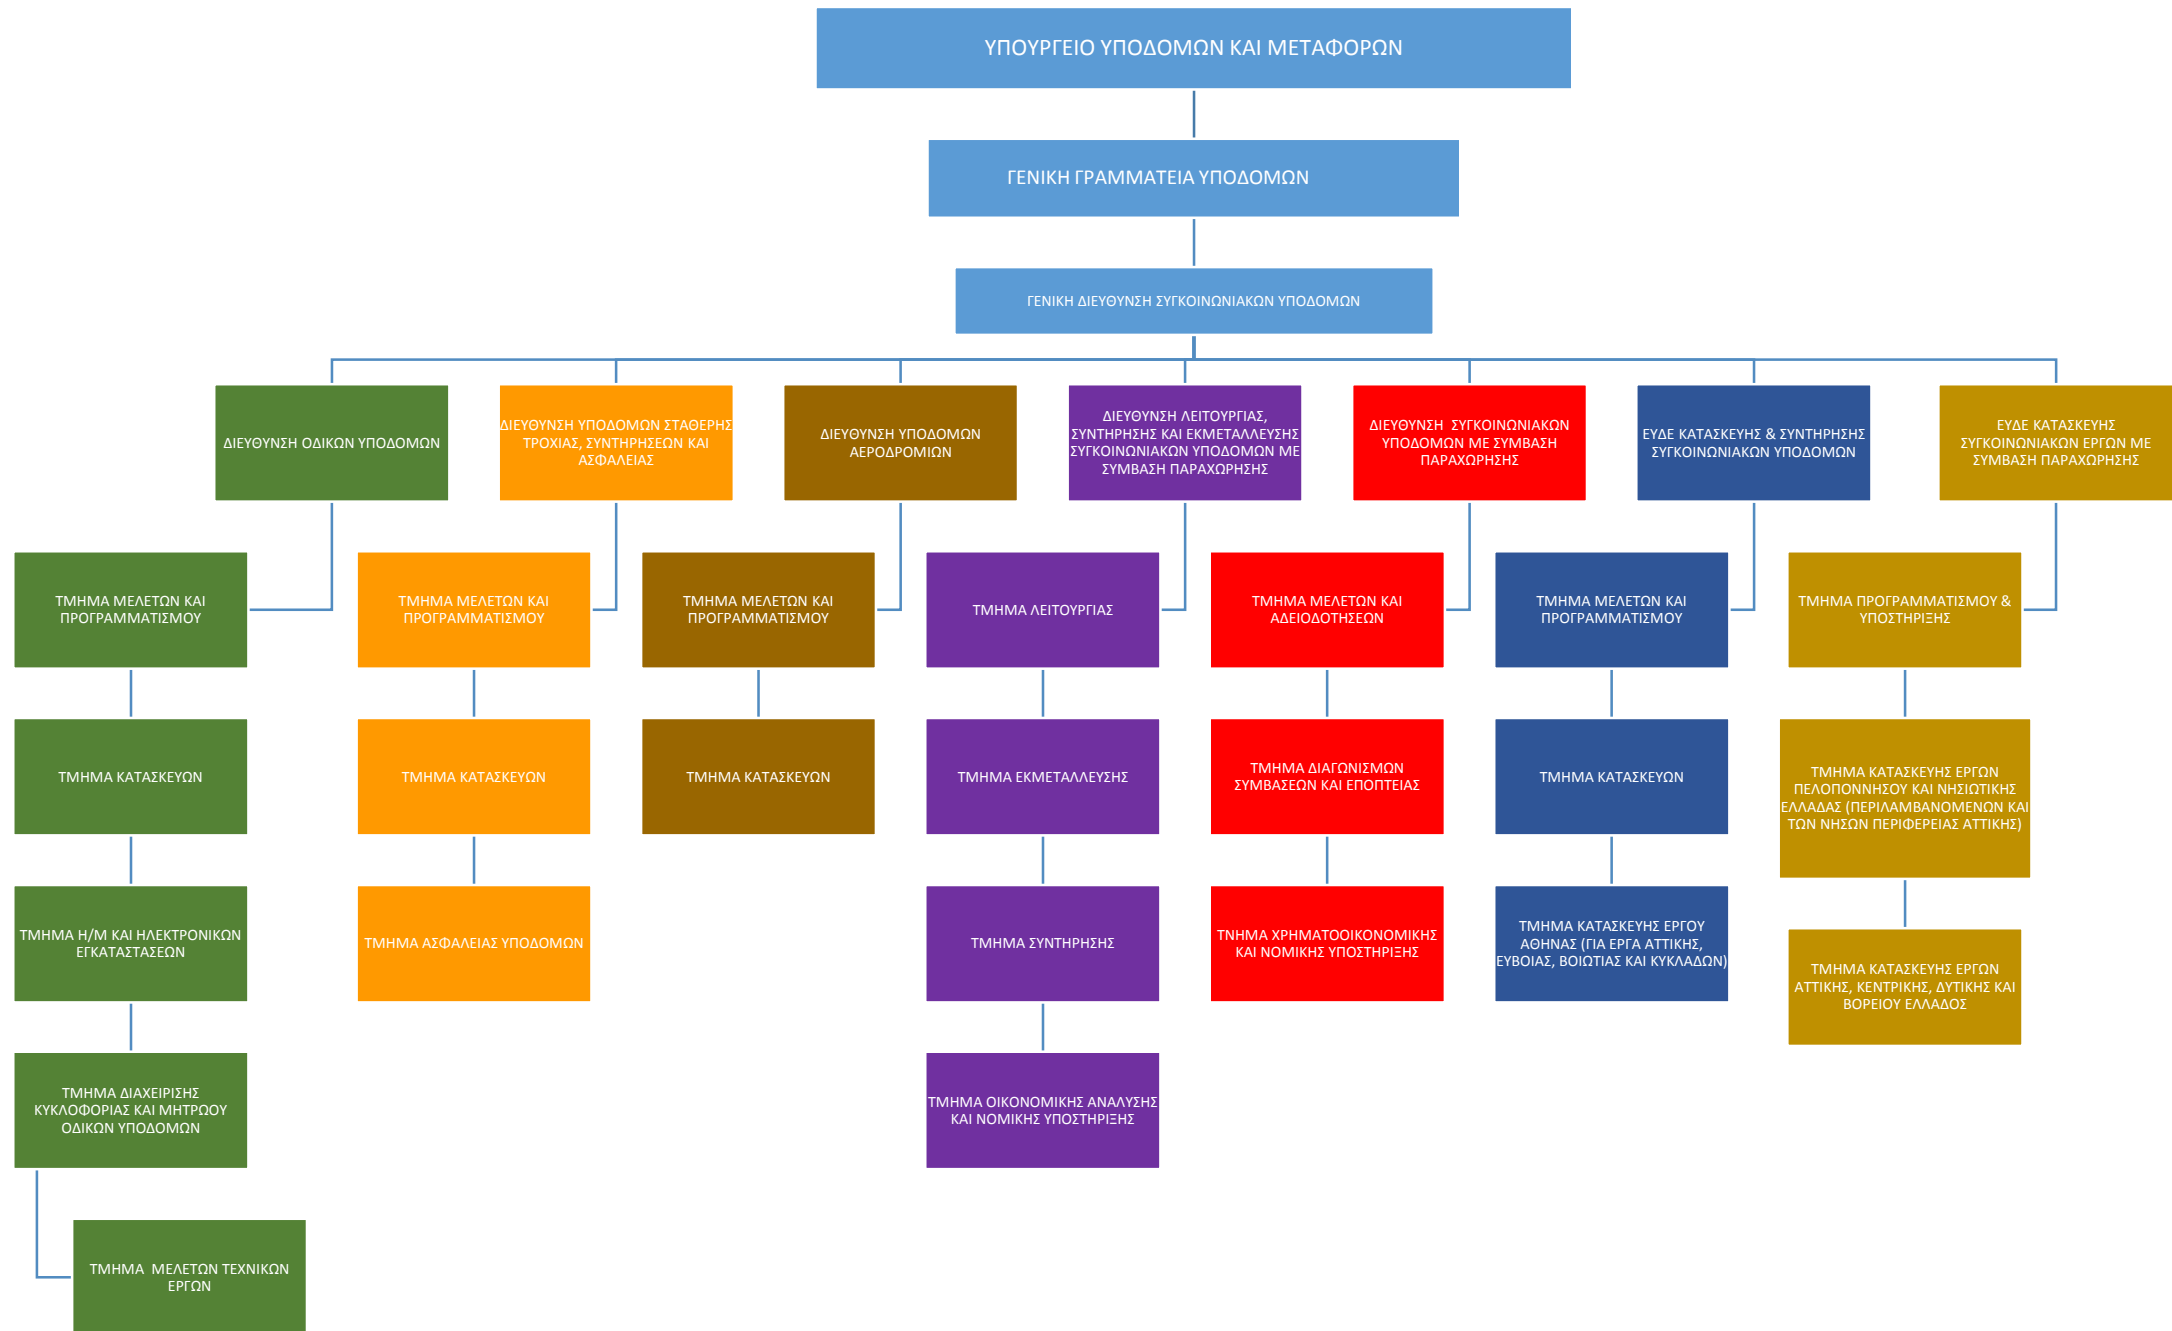 ΥΠΟΥΡΓΕΙΟ ΥΠΟΔΟΜΩΝ ΚΑΙ ΜΕΤΑΦΟΡΩΝ
ΓΕΝΙΚΗ ΓΡΑΜΜΑΤΕΙΑ ΥΠΟΔΟΜΩΝ
ΓΕΝΙΚΗ ΔΙΕΥΘΥΝΣΗ ΣΥΓΚΟΙΝΩΝΙΑΚΩΝ ΥΠΟΔΟΜΩΝ
ΔΙΕΥΘΥΝΣΗ ΟΔΙΚΩΝ ΥΠΟΔΟΜΩΝ
ΔΙΕΥΘΥΝΣΗ ΥΠΟΔΟΜΩΝ ΣΤΑΘΕΡΗΣ
ΤΡΟΧΙΑΣ, ΣΥΝΤΗΡΗΣΕΩΝ ΚΑΙ
ΑΣΦΑΛΕΙΑΣ
ΔΙΕΥΘΥΝΣΗ ΥΠΟΔΟΜΩΝ
ΑΕΡΟΔΡΟΜΙΩΝ
ΔΙΕΥΘΥΝΣΗ ΛΕΙΤΟΥΡΓΙΑΣ,
ΣΥΝΤΗΡΗΣΗΣ ΚΑΙ ΕΚΜΕΤΑΛΛΕΥΣΗΣ
ΣΥΓΚΟΙΝΩΝΙΑΚΩΝ ΥΠΟΔΟΜΩΝ ΜΕ
ΣΥΜΒΑΣΗ ΠΑΡΑΧΩΡΗΣΗΣ
ΔΙΕΥΘΥΝΣΗ  ΣΥΓΚΟΙΝΩΝΙΑΚΩΝ
ΥΠΟΔΟΜΩΝ ΜΕ ΣΥΜΒΑΣΗ
ΠΑΡΑΧΩΡΗΣΗΣ
ΕΥΔΕ ΚΑΤΑΣΚΕΥΗΣ & ΣΥΝΤΗΡΗΣΗΣ
ΣΥΓΚΟΙΝΩΝΙΑΚΩΝ ΥΠΟΔΟΜΩΝ
ΕΥΔΕ ΚΑΤΑΣΚΕΥΗΣ
ΣΥΓΚΟΙΝΩΝΙΑΚΩΝ ΕΡΓΩΝ ΜΕ
ΣΥΜΒΑΣΗ ΠΑΡΑΧΩΡΗΣΗΣ
ΤΜΗΜΑ ΜΕΛΕΤΩΝ ΚΑΙ
ΠΡΟΓΡΑΜΜΑΤΙΣΜΟΥ
ΤΜΗΜΑ ΜΕΛΕΤΩΝ ΚΑΙ
ΠΡΟΓΡΑΜΜΑΤΙΣΜΟΥ
ΤΜΗΜΑ ΜΕΛΕΤΩΝ ΚΑΙ
ΠΡΟΓΡΑΜΜΑΤΙΣΜΟΥ
ΤΜΗΜΑ ΛΕΙΤΟΥΡΓΙΑΣ
ΤΜΗΜΑ ΜΕΛΕΤΩΝ ΚΑΙ
ΑΔΕΙΟΔΟΤΗΣΕΩΝ
ΤΜΗΜΑ ΜΕΛΕΤΩΝ ΚΑΙ
ΠΡΟΓΡΑΜΜΑΤΙΣΜΟΥ
ΤΜΗΜΑ ΠΡΟΓΡΑΜΜΑΤΙΣΜΟΥ &
ΥΠΟΣΤΗΡΙΞΗΣ
ΤΜΗΜΑ ΚΑΤΑΣΚΕΥΩΝ
ΤΜΗΜΑ ΚΑΤΑΣΚΕΥΩΝ
ΤΜΗΜΑ ΚΑΤΑΣΚΕΥΩΝ
ΤΜΗΜΑ ΕΚΜΕΤΑΛΛΕΥΣΗΣ
ΤΜΗΜΑ ΔΙΑΓΩΝΙΣΜΩΝ
ΣΥΜΒΑΣΕΩΝ ΚΑΙ ΕΠΟΠΤΕΙΑΣ
ΤΜΗΜΑ ΚΑΤΑΣΚΕΥΩΝ
ΤΜΗΜΑ ΚΑΤΑΣΚΕΥΗΣ ΕΡΓΩΝ
ΠΕΛΟΠΟΝΝΗΣΟΥ ΚΑΙ ΝΗΣΙΩΤΙΚΗΣ
ΕΛΛΑΔΑΣ (ΠΕΡΙΛΑΜΒΑΝΟΜΕΝΩΝ ΚΑΙ
ΤΩΝ ΝΗΣΩΝ ΠΕΡΙΦΕΡΕΙΑΣ ΑΤΤΙΚΗΣ)
ΤΜΗΜΑ Η/Μ ΚΑΙ ΗΛΕΚΤΡΟΝΙΚΩΝ
ΕΓΚΑΤΑΣΤΑΣΕΩΝ
ΤΜΗΜΑ ΑΣΦΑΛΕΙΑΣ ΥΠΟΔΟΜΩΝ
ΤΜΗΜΑ ΣΥΝΤΗΡΗΣΗΣ
ΤΝΗΜΑ ΧΡΗΜΑΤΟΟΙΚΟΝΟΜΙΚΗΣ
ΚΑΙ ΝΟΜΙΚΗΣ ΥΠΟΣΤΗΡΙΞΗΣ
ΤΜΗΜΑ ΚΑΤΑΣΚΕΥΗΣ ΕΡΓΟΥ
ΑΘΗΝΑΣ (ΓΙΑ ΕΡΓΑ ΑΤΤΙΚΗΣ,
ΕΥΒΟΙΑΣ, ΒΟΙΩΤΙΑΣ ΚΑΙ ΚΥΚΛΑΔΩΝ)
ΤΜΗΜΑ ΚΑΤΑΣΚΕΥΗΣ ΕΡΓΩΝ
ΑΤΤΙΚΗΣ, ΚΕΝΤΡΙΚΗΣ, ΔΥΤΙΚΗΣ ΚΑΙ
ΒΟΡΕΙΟΥ ΕΛΛΑΔΟΣ
ΤΜΗΜΑ ΔΙΑΧΕΙΡΙΣΗΣ
ΚΥΚΛΟΦΟΡΙΑΣ ΚΑΙ ΜΗΤΡΩΟΥ
ΟΔΙΚΩΝ ΥΠΟΔΟΜΩΝ
ΤΜΗΜΑ ΟΙΚΟΝΟΜΙΚΗΣ ΑΝΑΛΥΣΗΣ
ΚΑΙ ΝΟΜΙΚΗΣ ΥΠΟΣΤΗΡΙΞΗΣ
ΤΜΗΜΑ  ΜΕΛΕΤΩΝ ΤΕΧΝΙΚΩΝ
ΕΡΓΩΝ